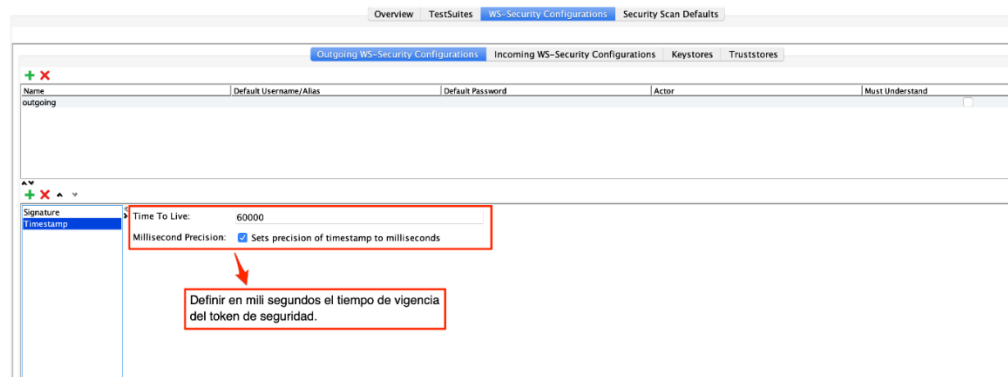 Overview TestSuites WS-Security Configurations Security Scan Defaults
Outgoing WS-Security Configurations Incoming WS-Security Configurations Keystores Truststores
Name Default Username/Alias Default Password Actor Must Understand
outgoing
Signature
Timestamp
Time To Live: 60000
Millisecond Precision: Sets precision of timestamp to milliseconds
Definir en mili segundos el tiempo de vigencia
del token de seguridad.